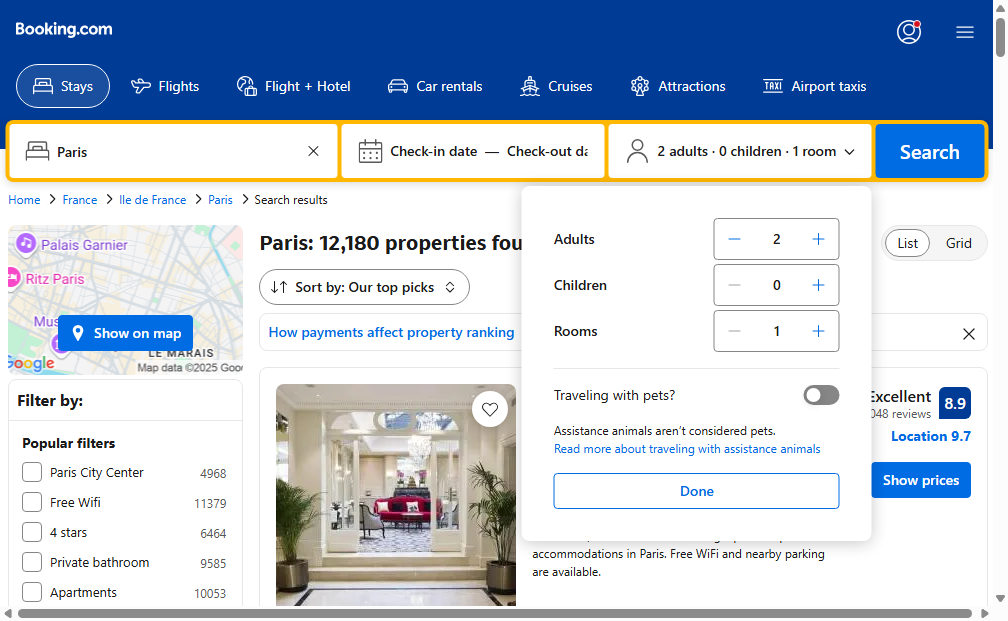 Booking.com
Stays
Flights
Flight + Hotel
Car rentals
Cruises
Attractions
TAXI Airport taxis
Paris
Check-in date — Check-out da
2 adults · 0 children · 1 room
Search
Home
France
Ile de France
Paris
Search results
Palais Garnier
Ritz Paris
Mus
Show on map
LE MARAIS
Google
Map data ©2025 Goo
Paris: 12,180 properties fou
List
Grid
Sort by: Our top picks
How payments affect property ranking
Adults
2
Children
0
Rooms
1
Traveling with pets?
Assistance animals aren't considered pets.
Read more about traveling with assistance animals
Done
Filter by:
Popular filters
Paris City Center 4968
Free Wifi 11379
4 stars 6464
Private bathroom 9585
Apartments 10053
Excellent
048 reviews
8.9
Location 9.7
Show prices
accommodations in Paris. Free WiFi and nearby parking
are available.